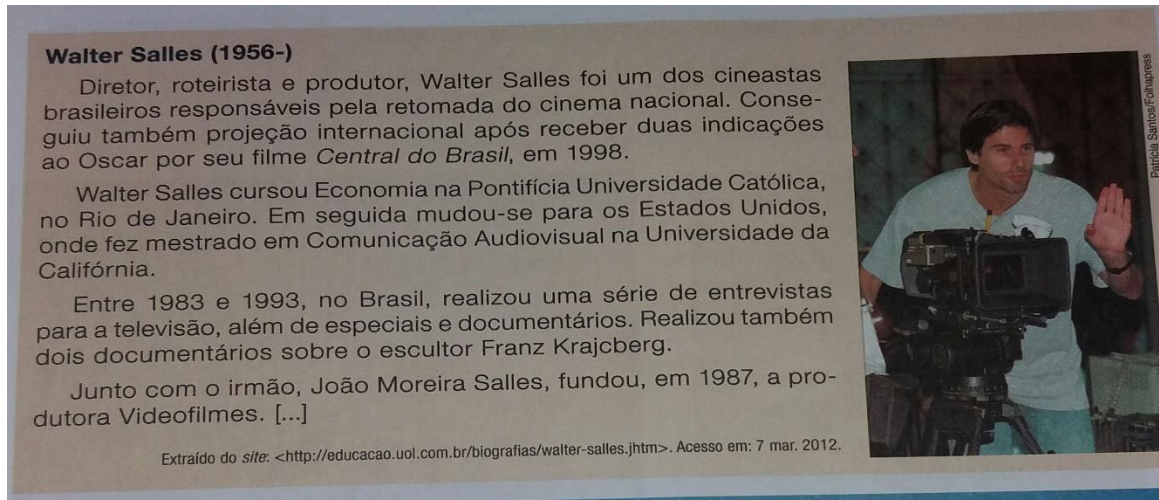 Walter Salles (1956-)
Diretor, roteirista e produtor, Walter Salles foi um dos cineastas
brasileiros responsáveis pela retomada do cinema nacional. Conse-
guiu também projeção internacional após receber duas indicações
ao Oscar por seu filme Central do Brasil, em 1998.
Walter Salles cursou Economia na Pontifícia Universidade Católica,
no Rio de Janeiro. Em seguida mudou-se para os Estados Unidos,
onde fez mestrado em Comunicação Audiovisual na Universidade da
Califórnia.
Entre 1983 e 1993, no Brasil, realizou uma série de entrevistas
para a televisão, além de especiais e documentários. Realizou também
dois documentários sobre o escultor Franz Krajcberg.
Junto com o irmão, João Moreira Salles, fundou, em 1987, a pro-
dutora Videofilmes. [...]
Extraído do site: <http://educacao.uol.com.br/biografias/walter-salles.jhtm>. Acesso em: 7 mar. 2012.
Patrícia Santos/Folhapress